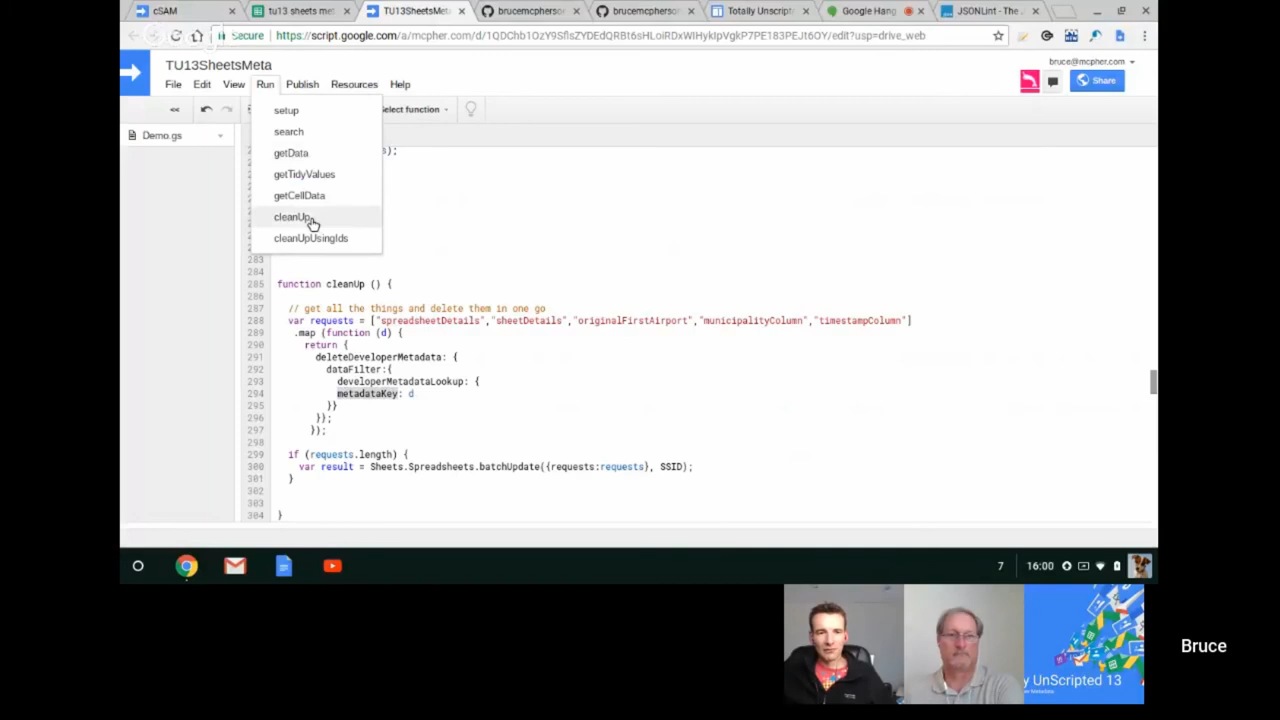 cSAM
tu13 sheets met
TU13SheetsMeta
brucemcpherson
brucemcpherson
Totally Unscripte
Google Hang
JSONLint - The
Secure
https://script.google.com/a/mcpher.com/d/1QDChb1OzY9SflsZYDEdQRBt6sHLoiRDxWIHykIpVgkP7PE183PEJt6OY/edit?usp=drive_web
TU13SheetsMeta
bruce@mcpher.com
File Edit View Run Publish Resources Help
Share
<<
Select function
Demo.gs
setup
search
getData
getTidyValues
getCellData
cleanUp
cleanUpUsingIds
s);
283
284
285 function cleanUp () {
286
287 // get all the things and delete them in one go
288 var requests = ["spreadsheetDetails","sheetDetails","originalFirstAirport","municipalityColumn","timestampColumn"]
289 .map (function (d) {
290 return {
291 deleteDeveloperMetadata: {
292 dataFilter:{
293 developerMetadataLookup: {
294 metadataKey: d
295 }}
296 }};
297 });
298
299 if (requests.length) {
300 var result = Sheets.Spreadsheets.batchUpdate({requests:requests}, SSID);
301 }
302
303
304 }
7
16:00
y UnScripted 13
Bruce